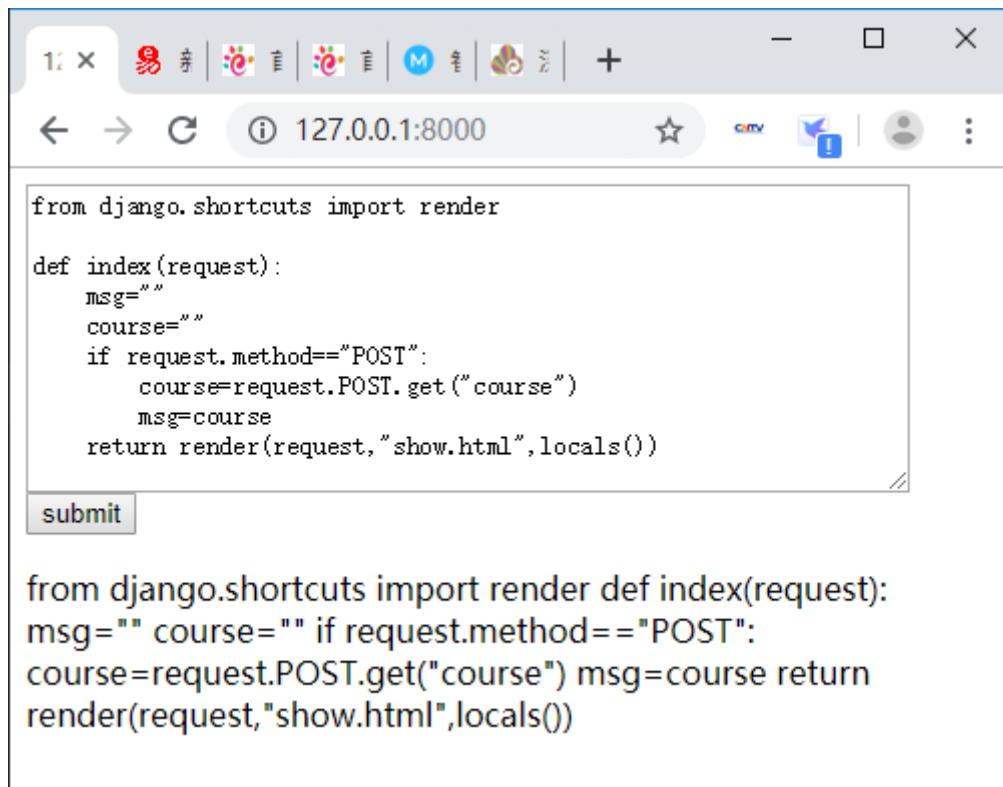 127.0.0.1:8000
from django.shortcuts import render
def index(request):
    msg=""
    course=""
    if request.method=="POST":
        course=request.POST.get("course")
        msg=course
    return render(request,"show.html",locals())
submit
from django.shortcuts import render def index(request):
msg="" course="" if request.method=="POST":
course=request.POST.get("course") msg=course return
render(request,"show.html",locals())